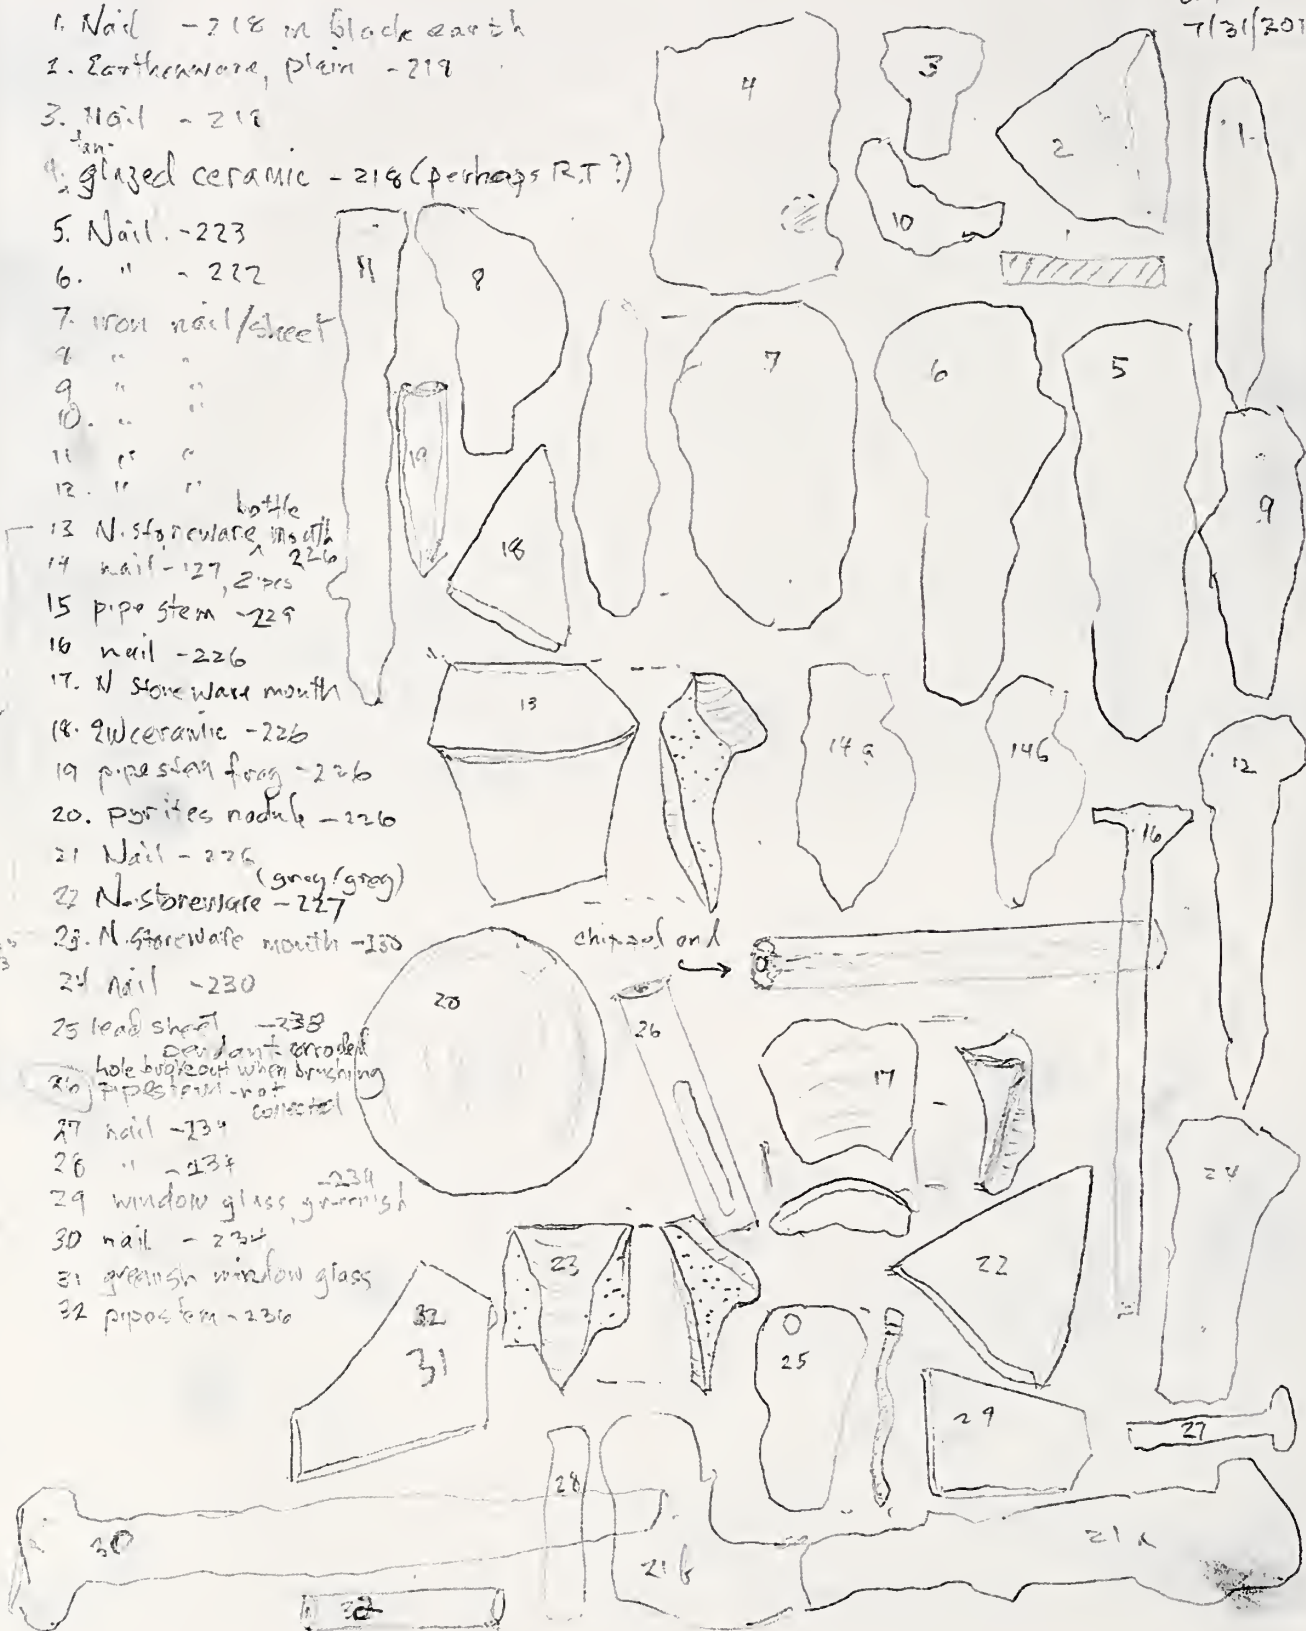 7/31/201
1. Nail - 218 in black earth
2. Earthenware, plain - 219
3. Nail - 218
tan-
4. glazed ceramic - 218 (perhaps R.T?)
5. Nail - 223
6. " - 222
7. iron nail/sheet
8 " "
9 " "
10. " "
11 " "
12. " "
bottle
13 N. stoneware mouth
226
14 nail - 127, 2 pcs
15 pipe stem - 229
16 nail - 226
17. N stoneware mouth
18. ceramic - 226
19 pipestem frag - 226
20. pyrites nodule - 226
21 Nail - 226
(gray/grey)
22 N. stoneware - 227
23. N. Stoneware mouth - 230
24 nail - 230
25 lead sheet - 238
pendant corroded
hole broke out when brushing
26 pipestem - not
collected
27 nail - 234
28 " - 234
- 234
29 window glass, greenish
30 nail - 234
31 greenish window glass
32 pipestem - 236
4
3
2
1
10
11
8
7
6
5
9
19
18
13
14a
14b
12
16
chipped end
20
26
17
24
22
23
32
31
25
29
27
28
30
21b
21a
32